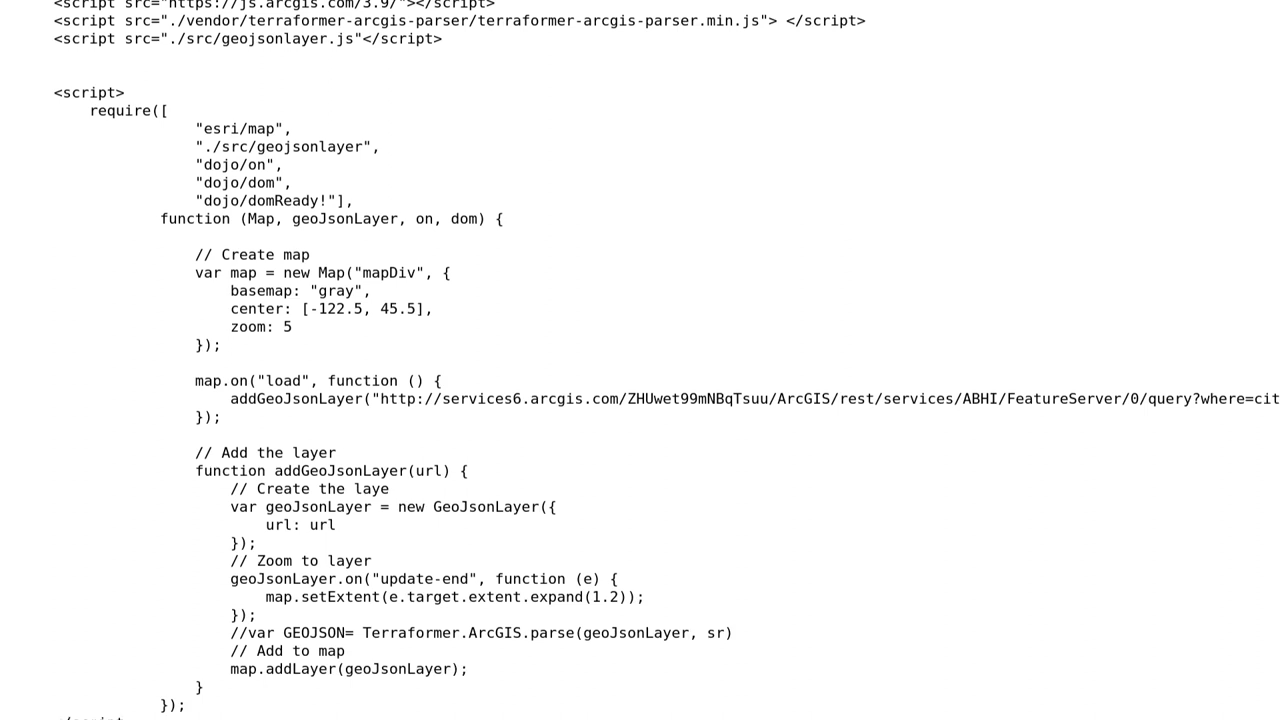 <script src="https://js.arcgis.com/3.9/"></script>
<script src="./vendor/terraformer-arcgis-parser/terraformer-arcgis-parser.min.js"> </script>
<script src="./src/geojsonlayer.js"</script>
<script>
require([
"esri/map",
"./src/geojsonlayer",
"dojo/on",
"dojo/dom",
"dojo/domReady!"],
function (Map, geoJsonLayer, on, dom) {
// Create map
var map = new Map("mapDiv", {
basemap: "gray",
center: [-122.5, 45.5],
zoom: 5
});
map.on("load", function () {
addGeoJsonLayer("http://services6.arcgis.com/ZHUwet99mNBqTsuu/ArcGIS/rest/services/ABHI/FeatureServer/0/query?where=cit
});
// Add the layer
function addGeoJsonLayer(url) {
// Create the laye
var geoJsonLayer = new GeoJsonLayer({
url: url
});
// Zoom to layer
geoJsonLayer.on("update-end", function (e) {
map.setExtent(e.target.extent.expand(1.2));
});
//var GEOJSON= Terraformer.ArcGIS.parse(geoJsonLayer, sr)
// Add to map
map.addLayer(geoJsonLayer);
}
});